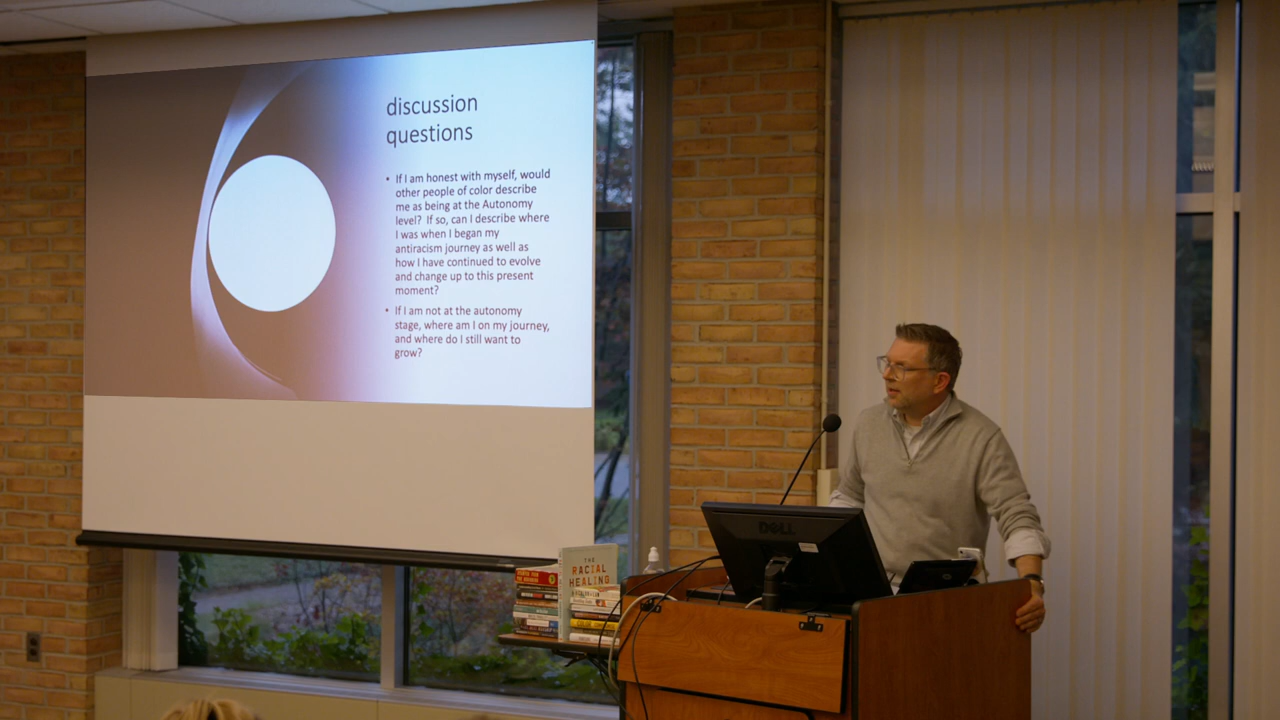 discussion
questions
• If I am honest with myself, would
other people of color describe
me as being at the Autonomy
level? If so, can I describe where
I was when I began my
antiracism journey as well as
how I have continued to evolve
and change up to this present
moment?
• If I am not at the autonomy
stage, where am I on my journey,
and where do I still want to
grow?
THE
RACIAL
HEALING
DELL